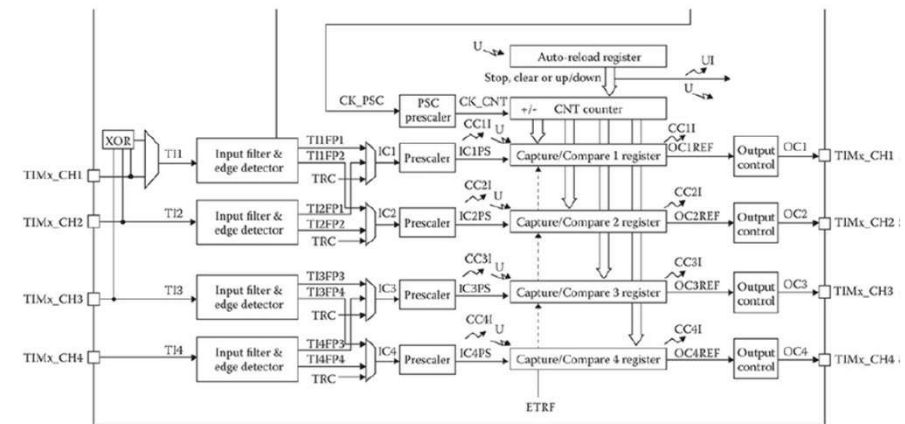 U
Auto-reload register
UI
Stop, clear or up/down
U
CK_PSC
PSC
prescaler
CK_CNT
+/-
CNT counter
XOR
TI1
Input filter &
edge detector
TI1FP1
TI1FP2
TRC
IC1
Prescaler
CC1I
U
IC1PS
Capture/Compare 1 register
CC1I
OC1REF
Output
control
OC1
TIMx_CH1
TIMx_CH1
TIMx_CH2
TI2
Input filter &
edge detector
TI2FP1
TI2FP2
TRC
IC2
Prescaler
CC2I
U
IC2PS
Capture/Compare 2 register
CC2I
OC2REF
Output
control
OC2
TIMx_CH2
TIMx_CH3
TI3
Input filter &
edge detector
TI3FP3
TI3FP4
TRC
IC3
Prescaler
CC3I
U
IC3PS
Capture/Compare 3 register
CC3I
OC3REF
Output
control
OC3
TIMx_CH3
TIMx_CH4
TI4
Input filter &
edge detector
TI4FP3
TI4FP4
TRC
IC4
Prescaler
CC4I
U
IC4PS
Capture/Compare 4 register
CC4I
OC4REF
Output
control
OC4
TIMx_CH4
ETRF